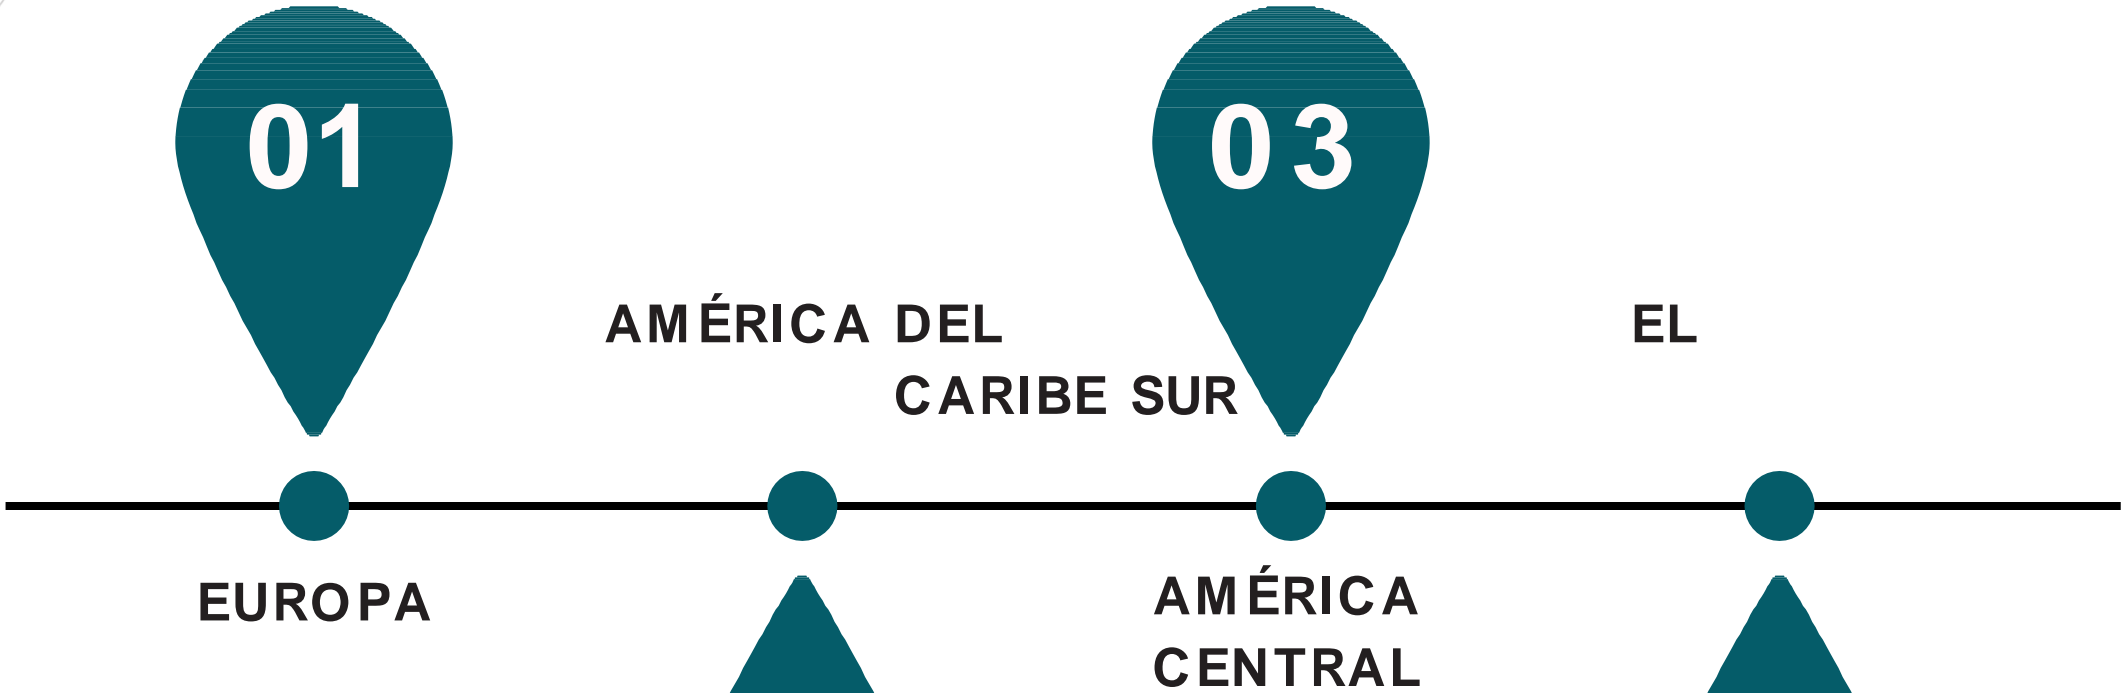 01
03
AMÉRICA DEL
EL
CARIBE SUR
EUROPA
AMÉRICA
CENTRAL